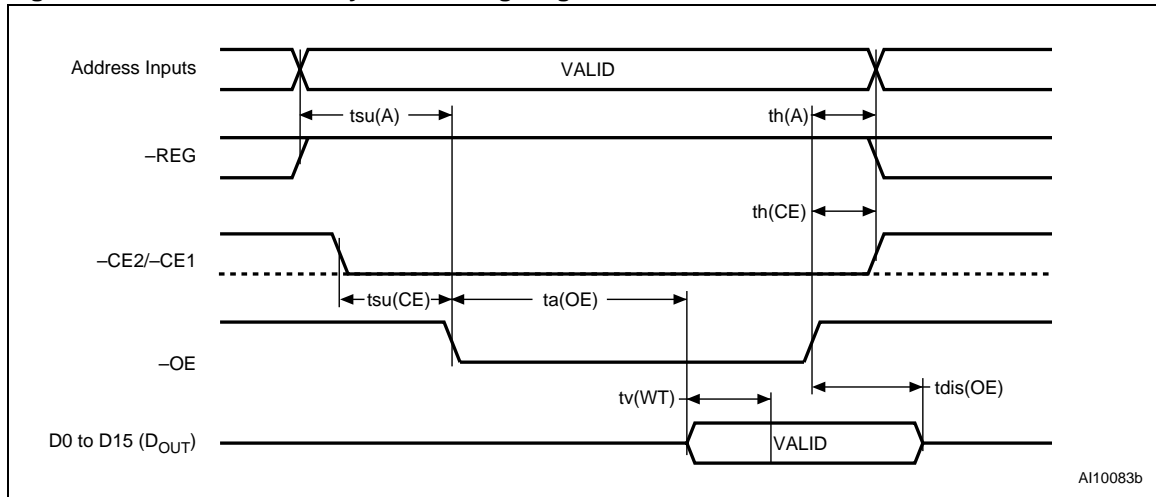 Address Inputs
VALID
tsu(A)
th(A)
–REG
th(CE)
–CE2/–CE1
tsu(CE)
ta(OE)
–OE
tv(WT)
tdis(OE)
D0 to D15 (DOUT)
VALID
AI10083b